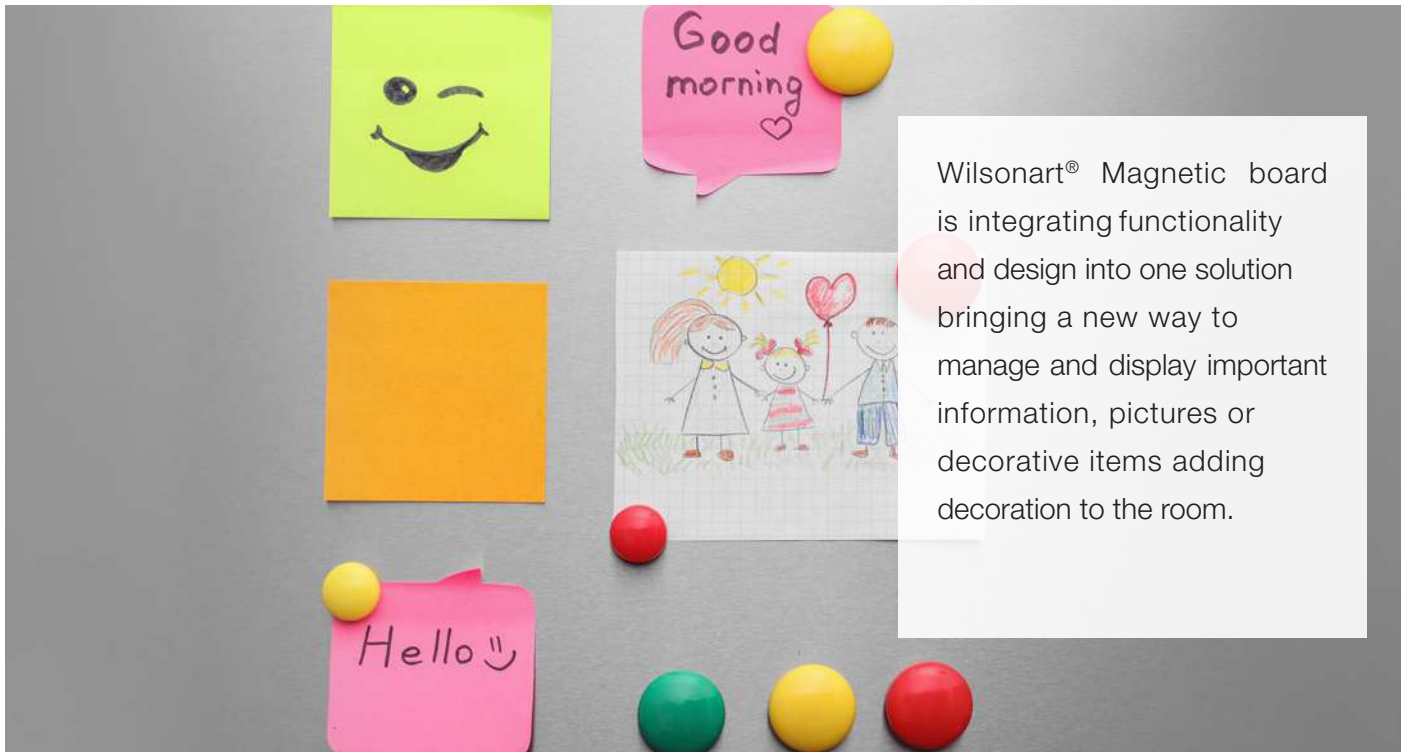 Good
morning
Wilsonart® Magnetic board
is integrating functionality
and design into one solution
bringing a new way to
manage and display important
information, pictures or
decorative items adding
decoration to the room.
Hello